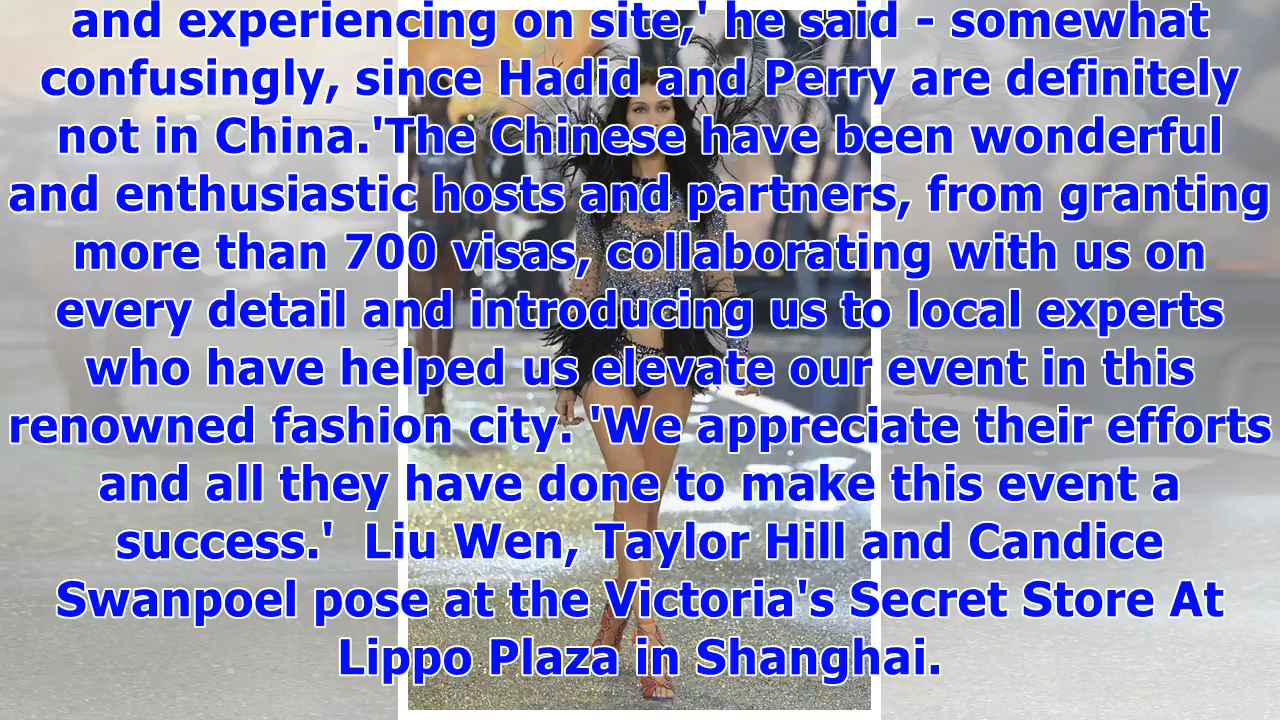 and experiencing on site,' he said - somewhat
confusingly, since Hadid and Perry are definitely
not in China.'The Chinese have been wonderful
and enthusiastic hosts and partners, from granting
more than 700 visas, collaborating with us on
every detail and introducing us to local experts
who have helped us elevate our event in this
renowned fashion city. 'We appreciate their efforts
and all they have done to make this event a
success.'  Liu Wen, Taylor Hill and Candice
Swanpoel pose at the Victoria's Secret Store At
Lippo Plaza in Shanghai.